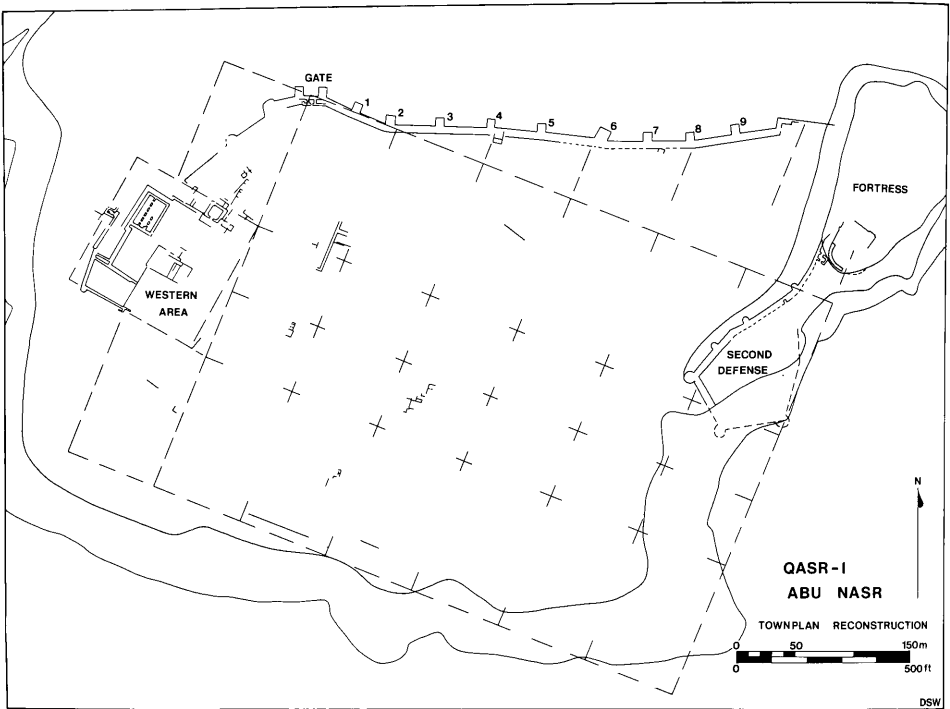 GATE
1
2
3
4
5
6
7
8
9
FORTRESS
WESTERN
AREA
SECOND
DEFENSE
N
QASR-I
ABU NASR
TOWNPLAN RECONSTRUCTION
0 50 150m
0 500ft
DSW